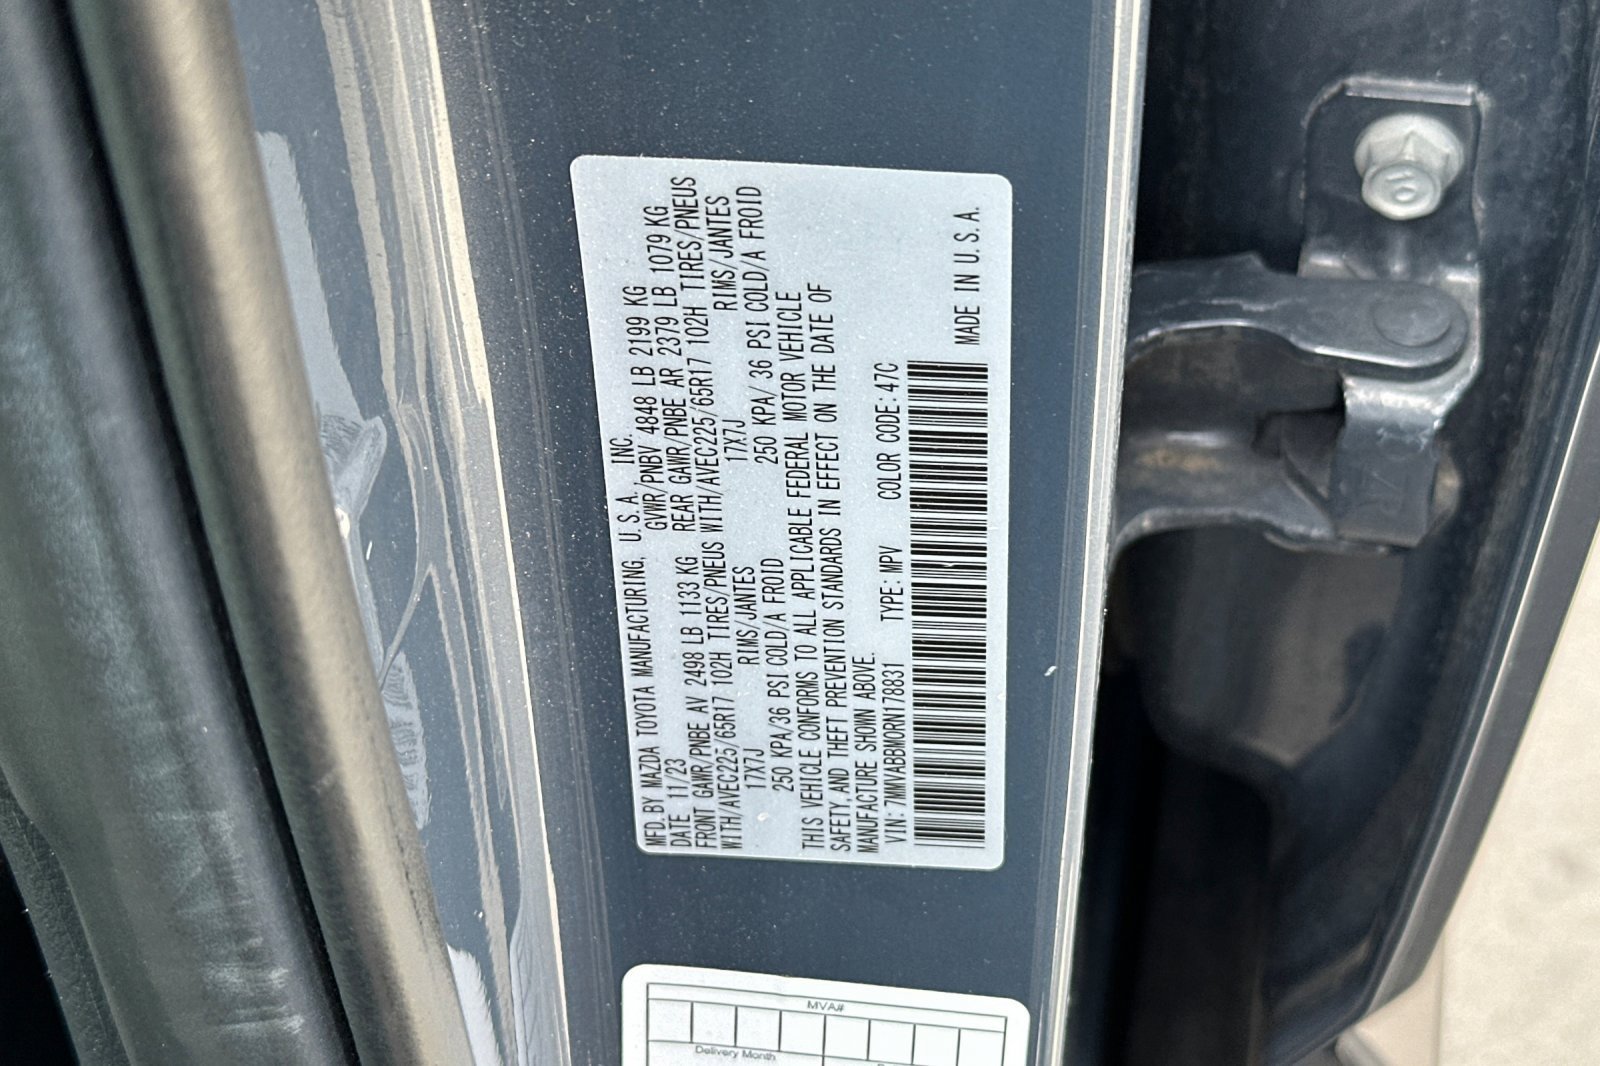 MFD. BY MAZDA TOYOTA MANUFACTURING, U.S.A., INC.
DATE 11/23 GVWR/PNBV 4848 LB 2199 KG
FRONT GAWR/PNBE AV 2498 LB 1133 KG REAR GAWR/PNBE AR 2379 LB 1079 KG
WITH/AVEC225/65R17 102H TIRES/PNEUS WITH/AVEC225/65R17 102H TIRES/PNEUS
17X7J RIMS/JANTES 17X7J RIMS/JANTES
250 KPA/36 PSI COLD/A FROID 250 KPA/ 36 PSI COLD/A FROID
THIS VEHICLE CONFORMS TO ALL APPLICABLE FEDERAL MOTOR VEHICLE
SAFETY, AND THEFT PREVENTION STANDARDS IN EFFECT ON THE DATE OF
MANUFACTURE SHOWN ABOVE.
VIN: 7MMVABBM0RN178831 TYPE: MPV COLOR CODE: 47C
MADE IN U.S.A.
MVA#
Delivery Month